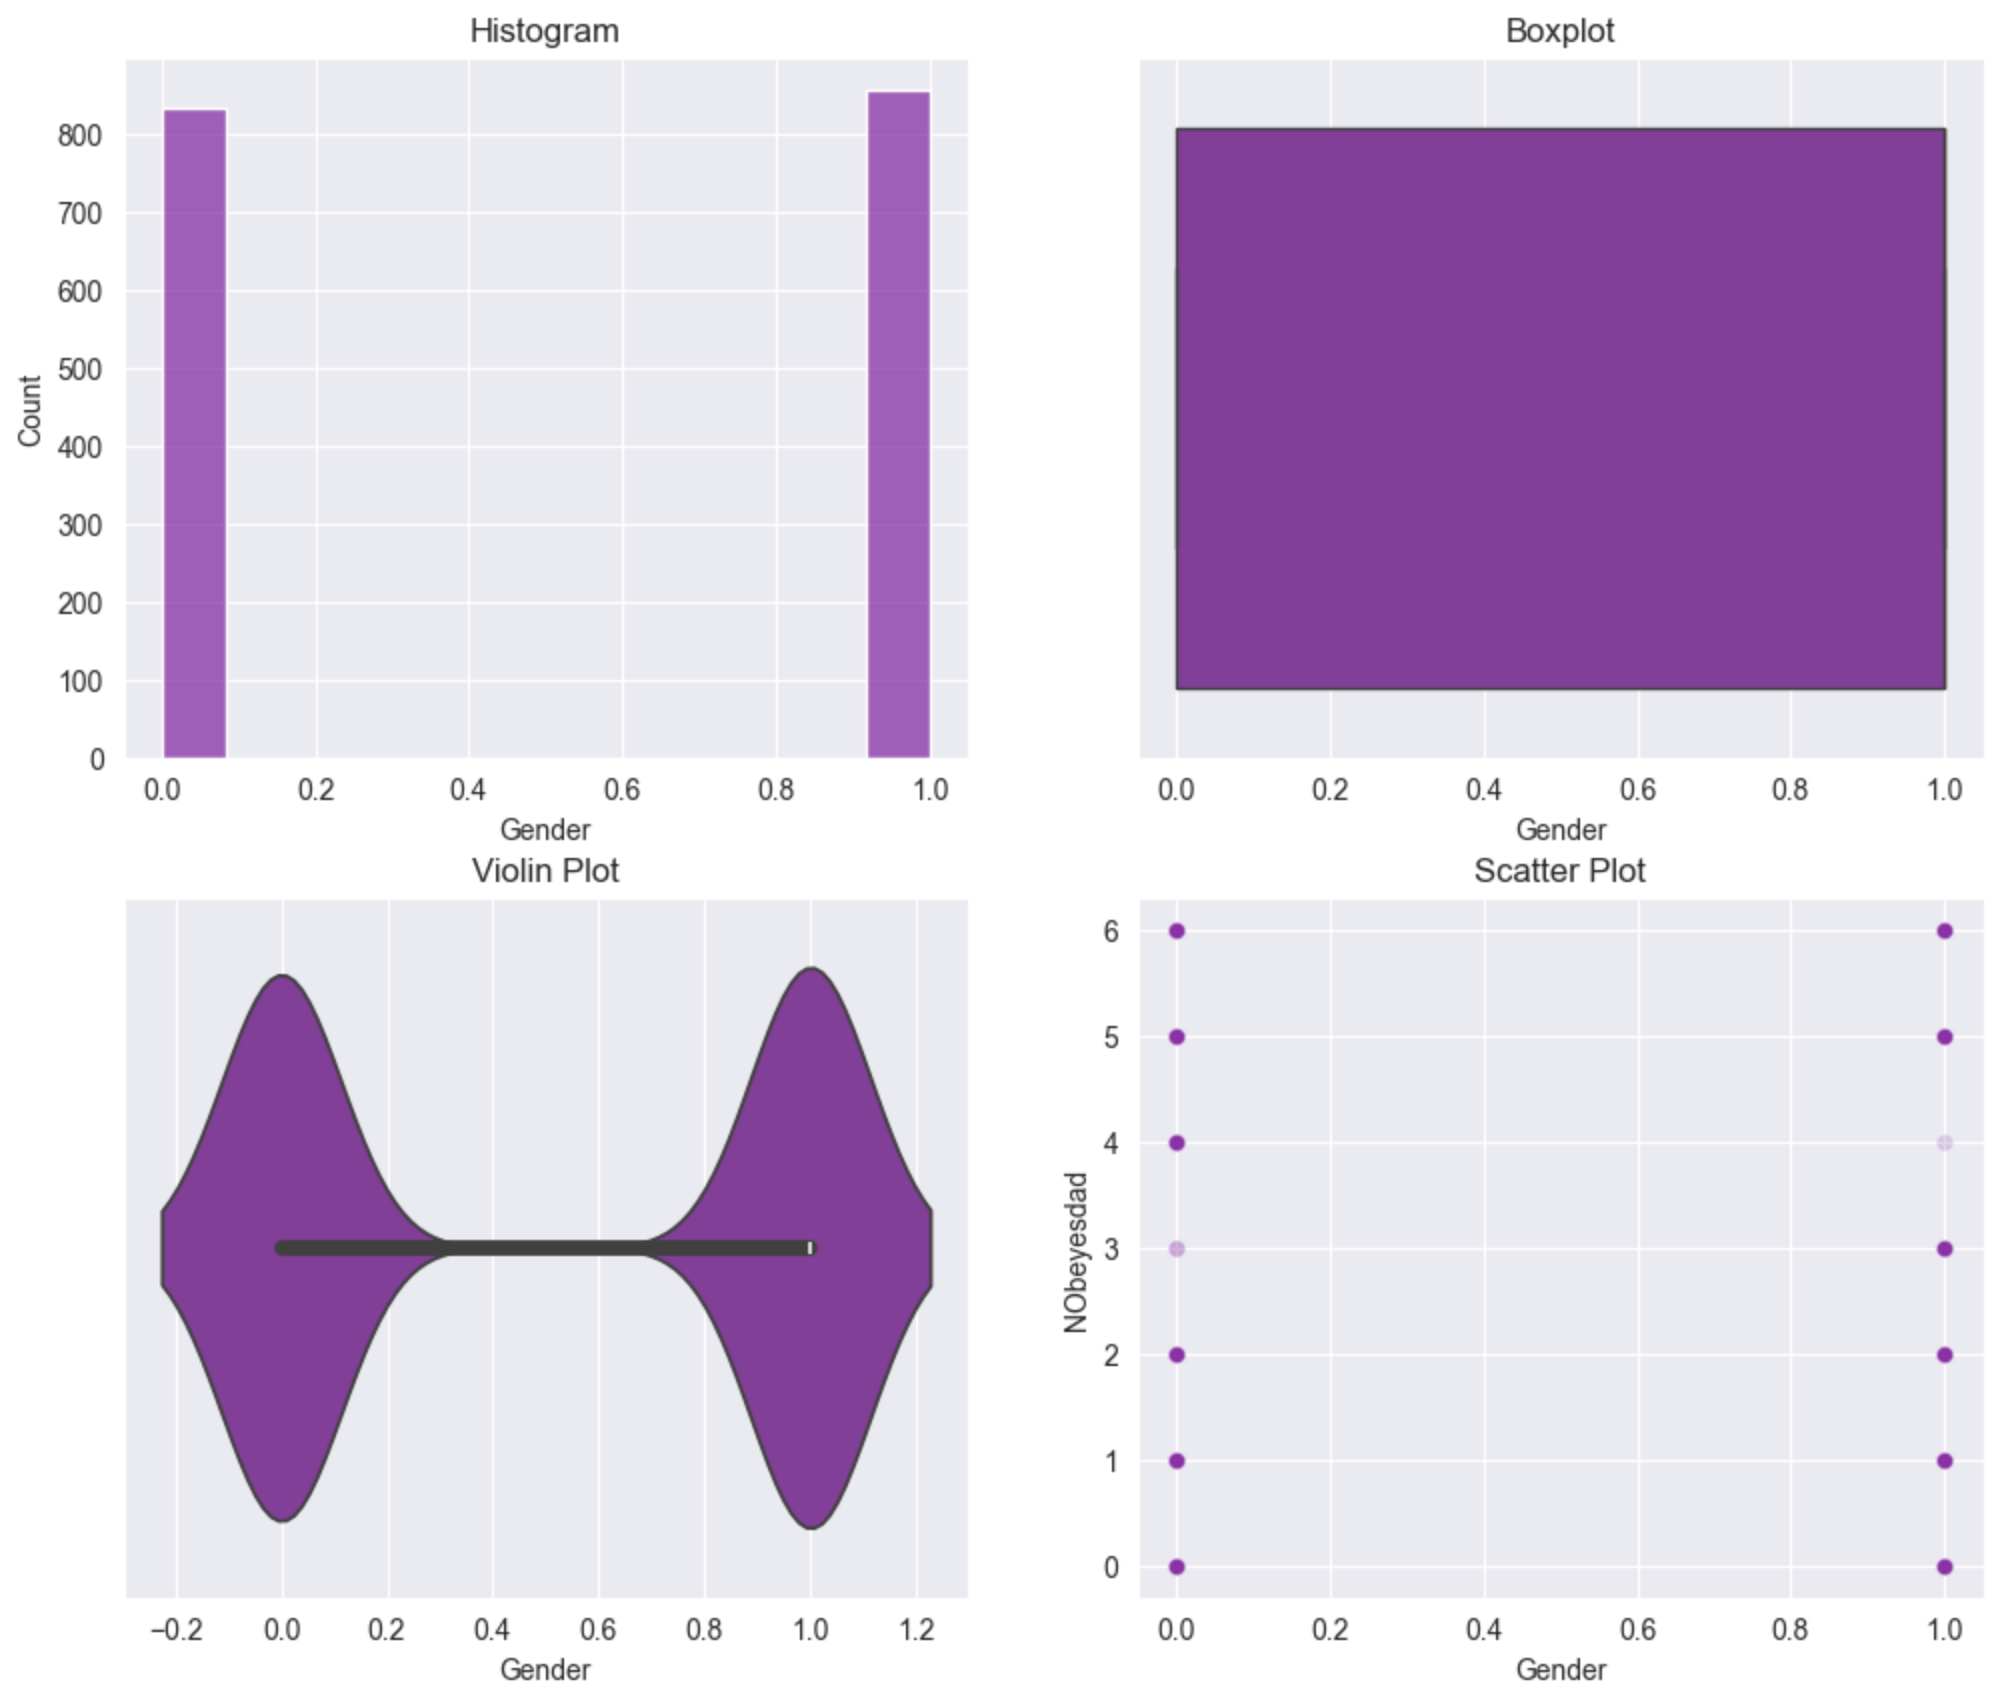 Histogram
Boxplot
800
700
600
500
400
300
200
100
0
Count
0.0 0.2 0.4 0.6 0.8 1.0
Gender
0.0 0.2 0.4 0.6 0.8 1.0
Gender
Violin Plot
Scatter Plot
−0.2 0.0 0.2 0.4 0.6 0.8 1.0 1.2
Gender
6
5
4
3
2
1
0
NObeyesdad
0.0 0.2 0.4 0.6 0.8 1.0
Gender